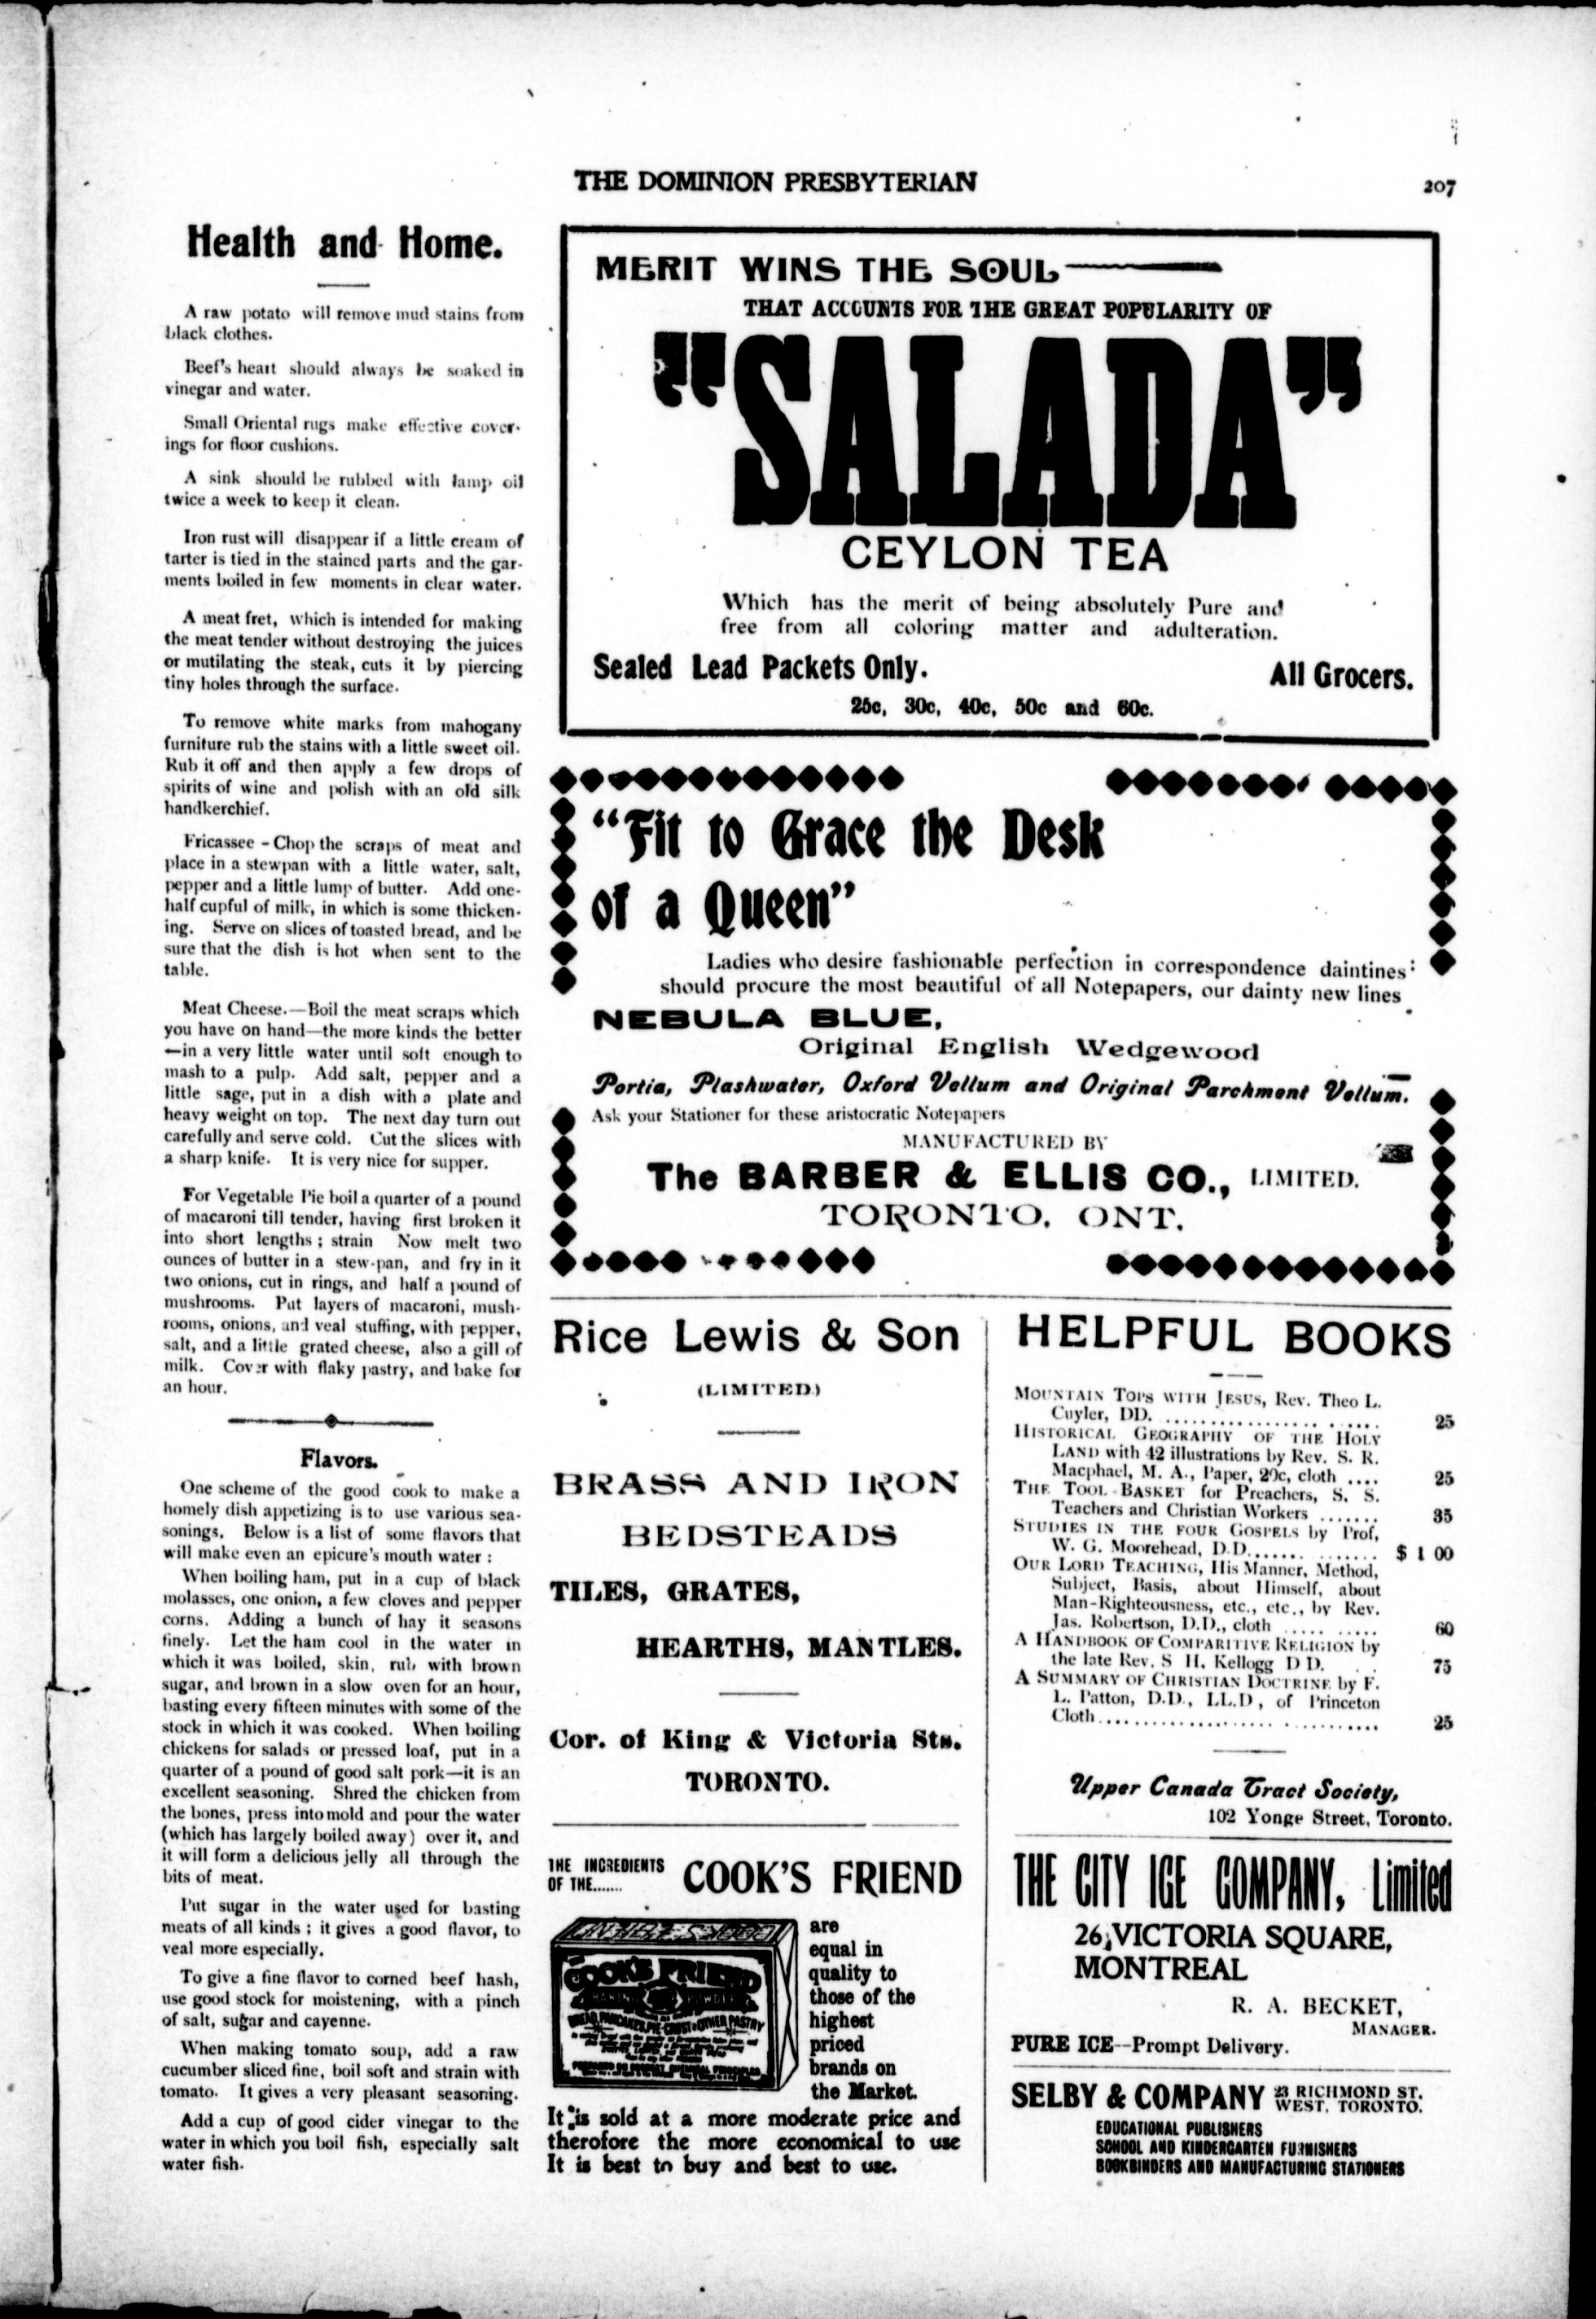 THE DOMINION PRESBYTERIAN
207
Health and Home.
A raw potato will remove mud stains from
black clothes.
Beef's heart should always be soaked in
vinegar and water.
Small Oriental rugs make effective cover-
ings for floor cushions.
A sink should be rubbed with lamp oil
twice a week to keep it clean.
Iron rust will disappear if a little cream of
tarter is tied in the stained parts and the gar-
ments boiled in few moments in clear water.
A meat fret, which is intended for making
the meat tender without destroying the juices
or mutilating the steak, cuts it by piercing
tiny holes through the surface.
To remove white marks from mahogany
furniture rub the stains with a little sweet oil.
Rub it off and then apply a few drops of
spirits of wine and polish with an old silk
handkerchief.
Fricassee - Chop the scraps of meat and
place in a stewpan with a little water, salt,
pepper and a little lump of butter. Add one-
half cupful of milk, in which is some thicken-
ing. Serve on slices of toasted bread, and be
sure that the dish is hot when sent to the
table.
Meat Cheese.—Boil the meat scraps which
you have on hand—the more kinds the better
—in a very little water until soft enough to
mash to a pulp. Add salt, pepper and a
little sage, put in a dish with a plate and
heavy weight on top. The next day turn out
carefully and serve cold. Cut the slices with
a sharp knife. It is very nice for supper.
For Vegetable Pie boil a quarter of a pound
of macaroni till tender, having first broken it
into short lengths ; strain Now melt two
ounces of butter in a stew-pan, and fry in it
two onions, cut in rings, and half a pound of
mushrooms. Put layers of macaroni, mush-
rooms, onions, and veal stuffing, with pepper,
salt, and a little grated cheese, also a gill of
milk. Cover with flaky pastry, and bake for
an hour.
Flavors.
One scheme of the good cook to make a
homely dish appetizing is to use various sea-
sonings. Below is a list of some flavors that
will make even an epicure's mouth water :
When boiling ham, put in a cup of black
molasses, one onion, a few cloves and pepper
corns. Adding a bunch of hay it seasons
finely. Let the ham cool in the water in
which it was boiled, skin, rub with brown
sugar, and brown in a slow oven for an hour,
basting every fifteen minutes with some of the
stock in which it was cooked. When boiling
chickens for salads or pressed loaf, put in a
quarter of a pound of good salt pork—it is an
excellent seasoning. Shred the chicken from
the bones, press into mold and pour the water
(which has largely boiled away) over it, and
it will form a delicious jelly all through the
bits of meat.
Put sugar in the water used for basting
meats of all kinds ; it gives a good flavor, to
veal more especially.
To give a fine flavor to corned beef hash,
use good stock for moistening, with a pinch
of salt, sugar and cayenne.
When making tomato soup, add a raw
cucumber sliced fine, boil soft and strain with
tomato. It gives a very pleasant seasoning.
Add a cup of good cider vinegar to the
water in which you boil fish, especially salt
water fish.
MERIT WINS THE SOUL
THAT ACCOUNTS FOR THE GREAT POPULARITY OF
"SALADA"
CEYLON TEA
Which has the merit of being absolutely Pure and
free from all coloring matter and adulteration.
Sealed Lead Packets Only. All Grocers.
25c, 30c, 40c, 50c and 60c.
"Fit to Grace the Desk
of a Queen"
Ladies who desire fashionable perfection in correspondence daintines:
should procure the most beautiful of all Notepapers, our dainty new lines
NEBULA BLUE,
Original English Wedgewood
Portia, Plashwater, Oxford Vellum and Original Parchment Vellum.
Ask your Stationer for these aristocratic Notepapers
MANUFACTURED BY
The BARBER & ELLIS CO., LIMITED.
TORONTO, ONT.
Rice Lewis & Son
(LIMITED)
BRASS AND IRON
BEDSTEADS
TILES, GRATES,
HEARTHS, MANTLES.
Cor. of King & Victoria Sts.
TORONTO.
THE INGREDIENTS
OF THE....... COOK'S FRIEND
COOK'S FRIEND
BAKING POWDER
are
equal in
quality to
those of the
highest
priced
brands on
the Market.
It is sold at a more moderate price and
therofore the more economical to use
It is best to buy and best to use.
HELPFUL BOOKS
MOUNTAIN TOPS WITH JESUS, Rev. Theo L.
Cuyler, DD. .......................... 25
HISTORICAL GEOGRAPHY OF THE HOLY
LAND with 42 illustrations by Rev. S. R.
Macphael, M. A., Paper, 20c, cloth .... 25
THE TOOL BASKET for Preachers, S. S.
Teachers and Christian Workers ....... 35
STUDIES IN THE FOUR GOSPELS by Prof,
W. G. Moorehead, D.D....... ....... $ 1 00
OUR LORD TEACHING, His Manner, Method,
Subject, Basis, about Himself, about
Man-Righteousness, etc., etc., by Rev.
Jas. Robertson, D.D., cloth ..... ..... 60
A HANDBOOK OF COMPARITIVE RELIGION by
the late Rev. S H. Kellogg D D. . . 75
A SUMMARY OF CHRISTIAN DOCTRINE by F.
L. Patton, D.D., LL.D, of Princeton
Cloth.................... .......... 25
Upper Canada Tract Society,
102 Yonge Street, Toronto.
THE CITY ICE COMPANY, Limited
26 VICTORIA SQUARE,
MONTREAL
R. A. BECKET,
MANAGER.
PURE ICE--Prompt Delivery.
SELBY & COMPANY 23 RICHMOND ST.
WEST, TORONTO.
EDUCATIONAL PUBLISHERS
SCHOOL AND KINDERGARTEN FURNISHERS
BOOKBINDERS AND MANUFACTURING STATIONERS